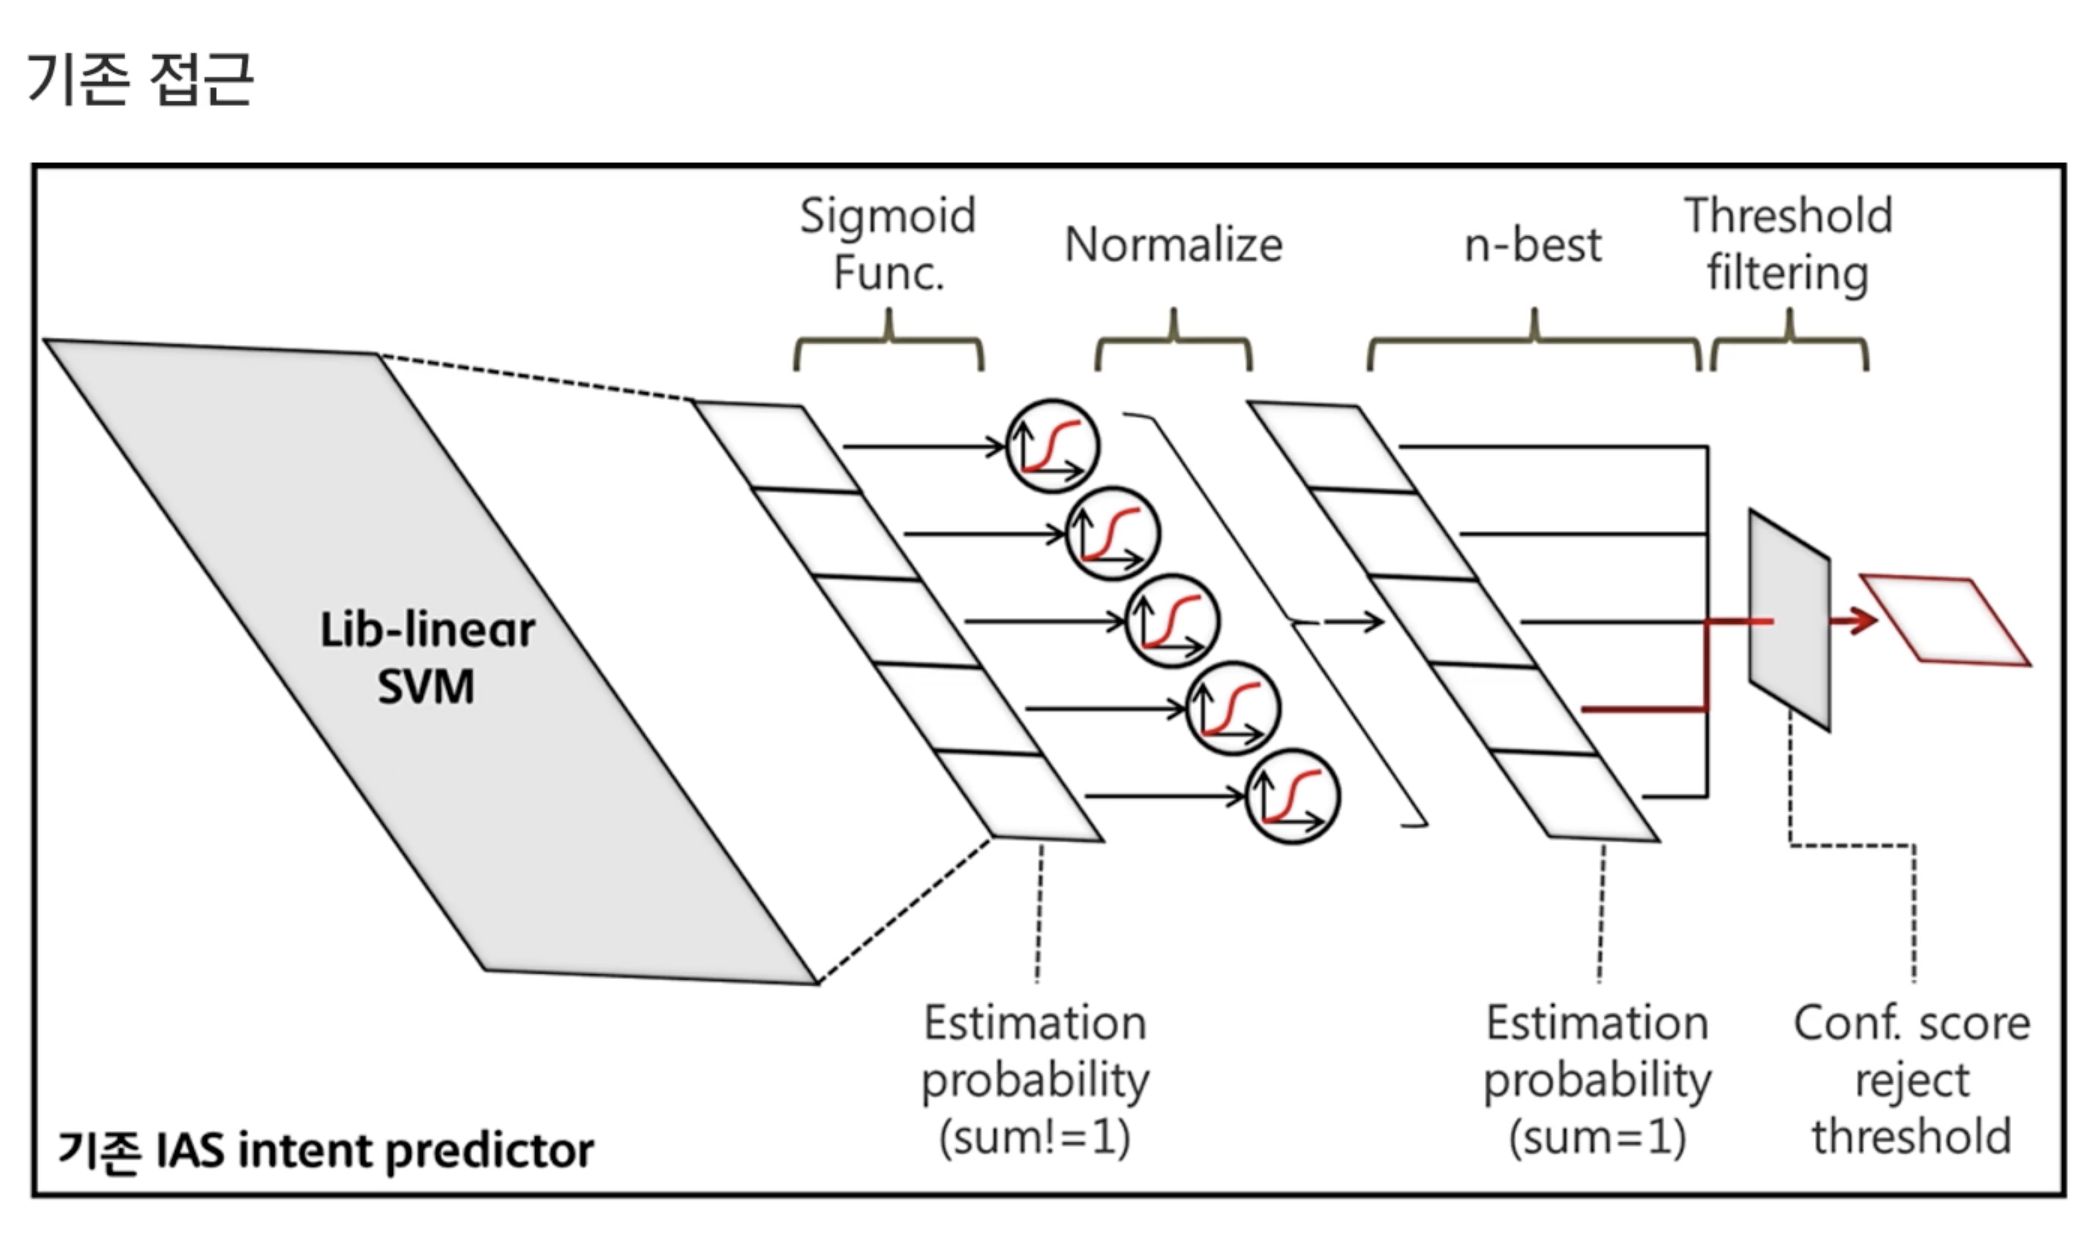 기존 접근
Sigmoid
Func.
Normalize
n-best
Threshold
filtering
Lib-linear
SVM
Estimation
probability
(sum!=1)
Estimation
probability
(sum=1)
Conf. score
reject
threshold
기존 IAS intent predictor